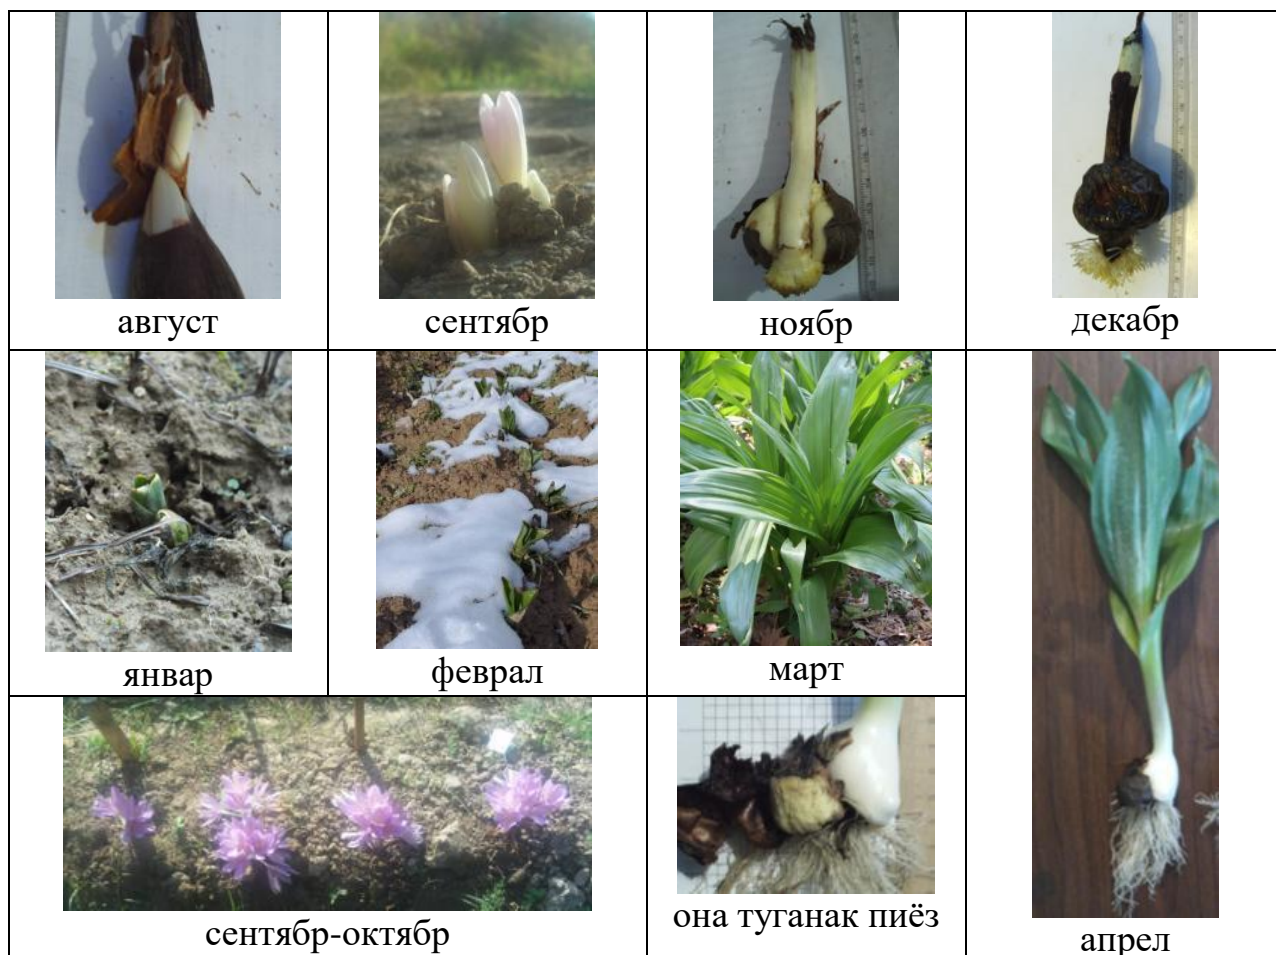 август
сентябр
ноябр
декабр
январ
феврал
март
апрел
сентябр-октябр
она туганак пиёз